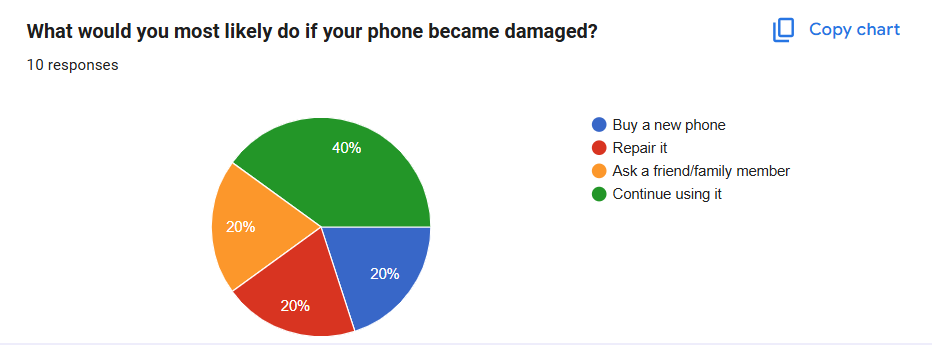 What would you most likely do if your phone became damaged?
Copy chart
10 responses
40%
20%
20%
20%
Buy a new phone
Repair it
Ask a friend/family member
Continue using it